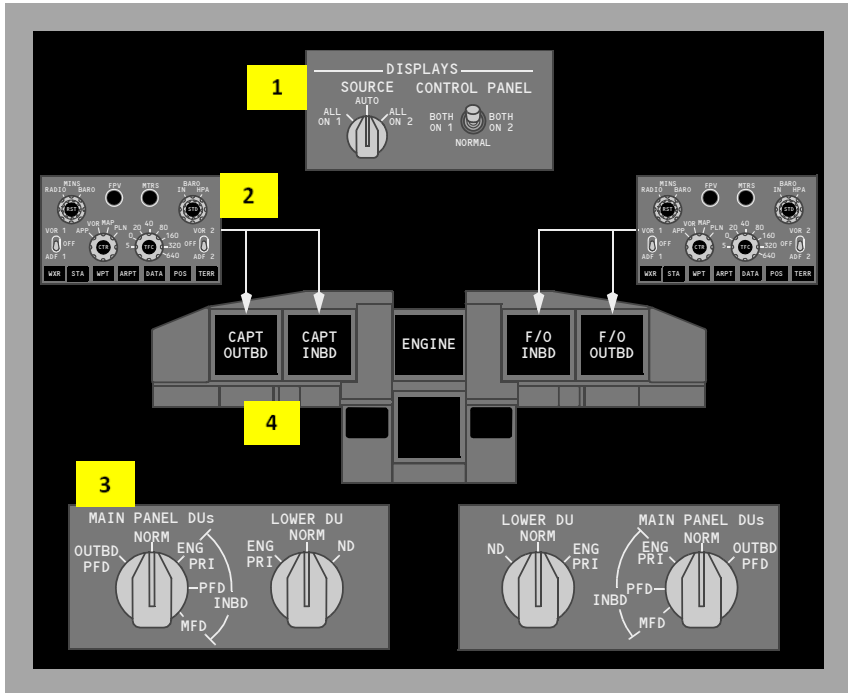 1
DISPLAYS
SOURCE CONTROL PANEL
AUTO
ALL ON 1
ALL ON 2
BOTH ON 1
BOTH ON 2
NORMAL
2
MINS
RADIO BARO
RST
FPV
MTRS
BARO
IN HPA
STD
VOR 1
OFF
ADF 1
APP VOR MAP PLN
CTR
5 0 20 40 80 160 320 640
TFC
VOR 2
OFF
ADF 2
WXR STA WPT ARPT DATA POS TERR
MINS
RADIO BARO
RST
FPV
MTRS
BARO
IN HPA
STD
VOR 1
OFF
ADF 1
APP VOR MAP PLN
CTR
5 0 20 40 80 160 320 640
TFC
VOR 2
OFF
ADF 2
WXR STA WPT ARPT DATA POS TERR
CAPT
OUTBD
CAPT
INBD
ENGINE
F/O
INBD
F/O
OUTBD
4
3
MAIN PANEL DUs
NORM
OUTBD
PFD
ENG
PRI
PFD
INBD
MFD
LOWER DU
NORM
ENG
PRI
ND
LOWER DU
NORM
ND
ENG
PRI
MAIN PANEL DUs
NORM
ENG
PRI
OUTBD
PFD
PFD
INBD
MFD